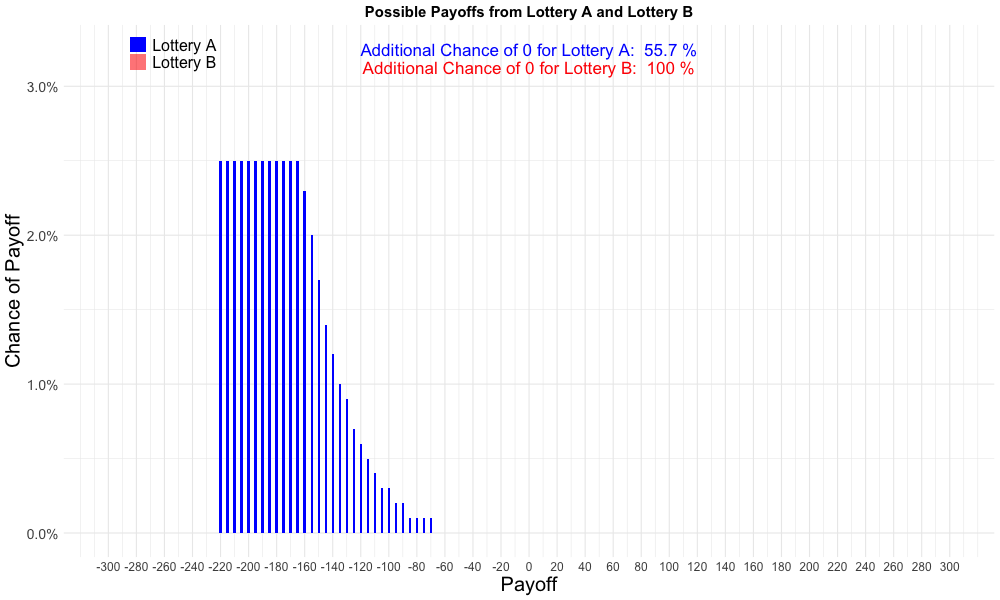 Possible Payoffs from Lottery A and Lottery B
Lottery A
Lottery B
Additional Chance of 0 for Lottery A:  55.7 %
Additional Chance of 0 for Lottery B:  100 %
Chance of Payoff
3.0%
2.0%
1.0%
0.0%
-300 -280 -260 -240 -220 -200 -180 -160 -140 -120 -100 -80 -60 -40 -20 0 20 40 60 80 100 120 140 160 180 200 220 240 260 280 300
Payoff